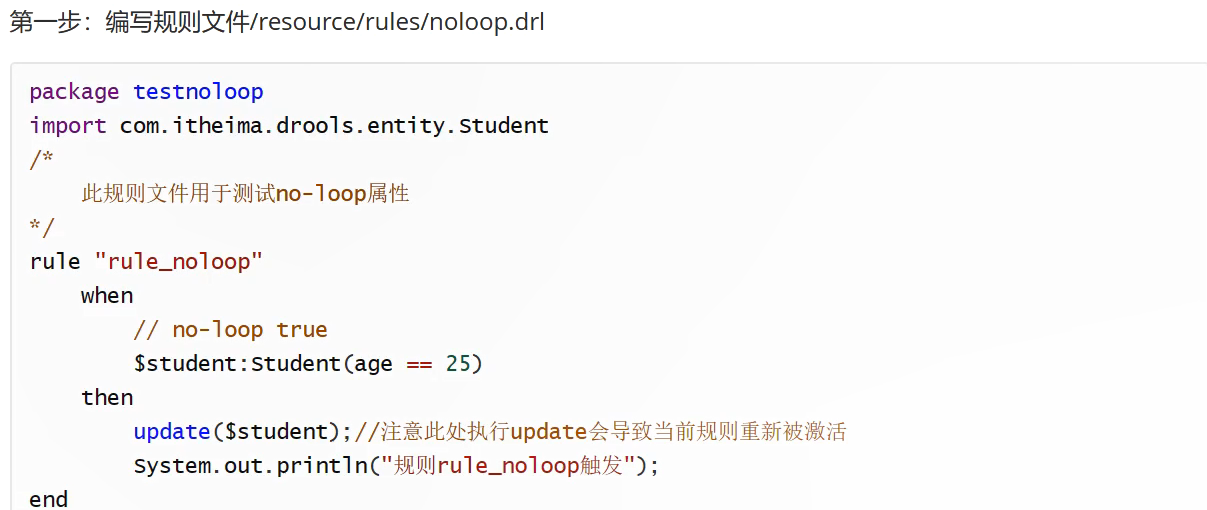 第一步：编写规则文件/resource/rules/noloop.drl
package testnoloop
import com.itheima.drools.entity.Student
/*
    此规则文件用于测试no-loop属性
*/
rule "rule_noloop"
    when
        // no-loop true
        $student:Student(age == 25)
    then
        update($student);//注意此处执行update会导致当前规则重新被激活
        System.out.println("规则rule_noloop触发");
end